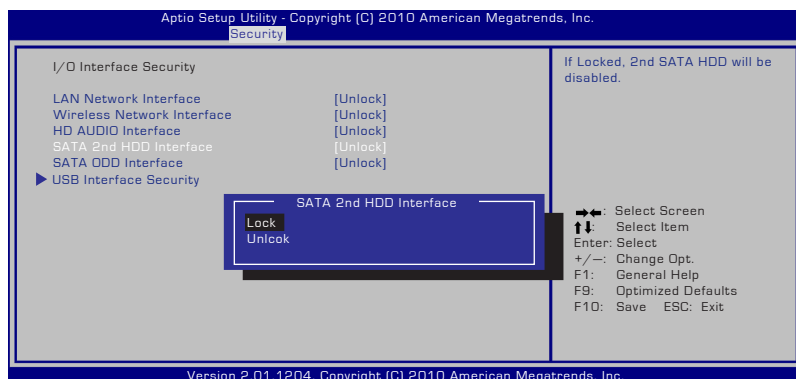 Aptio Setup Utility - Copyright (C) 2010 American Megatrends, Inc.
Security
I/O Interface Security
LAN Network Interface [Unlock]
Wireless Network Interface [Unlock]
HD AUDIO Interface [Unlock]
SATA 2nd HDD Interface [Unlock]
SATA ODD Interface [Unlock]
USB Interface Security
SATA 2nd HDD Interface
Lock
Unlcok
If Locked, 2nd SATA HDD will be
disabled.
→←: Select Screen
↑↓: Select Item
Enter: Select
+/—: Change Opt.
F1: General Help
F9: Optimized Defaults
F10: Save ESC: Exit
Version 2.01.1204. Copyright (C) 2010 American Megatrends, Inc.